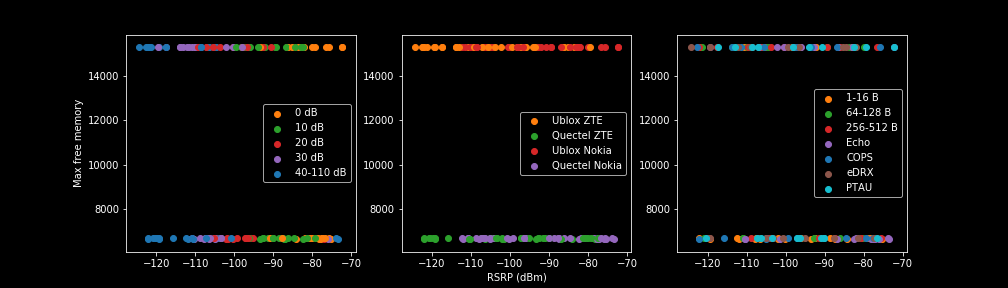 Max free memory
14000
12000
10000
8000
0 dB
10 dB
20 dB
30 dB
40-110 dB
−120 −110 −100 −90 −80 −70
14000
12000
10000
8000
Ublox ZTE
Quectel ZTE
Ublox Nokia
Quectel Nokia
−120 −110 −100 −90 −80 −70
RSRP (dBm)
14000
12000
10000
8000
1-16 B
64-128 B
256-512 B
Echo
COPS
eDRX
PTAU
−120 −110 −100 −90 −80 −70